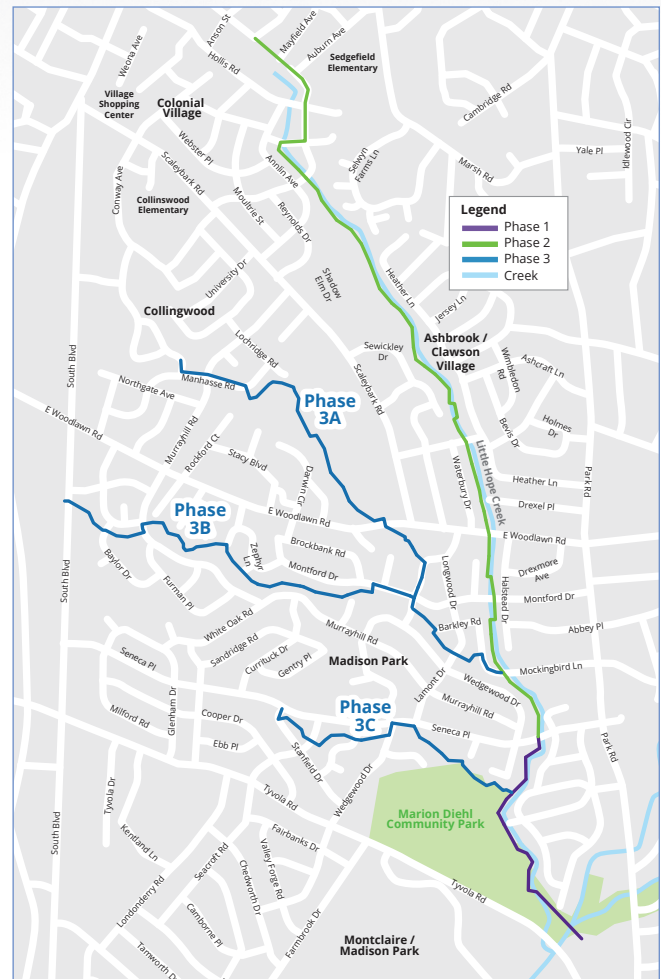 Anson St
Mayfield Ave
Auburn Ave
Weona Ave
Hollis Rd
Sedgefield
Elementary
Village
Shopping
Center
Colonial
Village
Cambridge Rd
Idlewood Cir
Yale Pl
Webster Pl
Scaleybark Rd
Annlin Ave
Selwyn
Farms Ln
Marsh Rd
Conway Ave
Collinswood
Elementary
Moultrie St
Reynolds Dr
Legend
Phase 1
Phase 2
Phase 3
Creek
University Dr
Shadow
Elm Dr
Heather Ln
Jersey Ln
Collingwood
Lochridge Rd
Sewickley
Dr
Ashbrook /
Clawson
Village
Wimbledon
Rd
Ashcraft Ln
South Blvd
Northgate Ave
Manhasse Rd
Scaleybark Rd
Phase
3A
E Woodlawn Rd
Murrayhill Rd
Rockford Ct
Stacy Blvd
Darwin Cir
Bevis Dr
Holmes
Dr
Little Hope Creek
Waterbury Dr
Park Rd
Heather Ln
Drexel Pl
Phase
3B
E Woodlawn Rd
E Woodlawn Rd
Brockbank Rd
Zephyr
Ln
Montford Dr
Baylor Dr
Furman Pl
South Blvd
Longwood Dr
Halstead Dr
Drexmore
Ave
Montford Dr
White Oak Rd
Sandridge Rd
Currituck Dr
Gentry Pl
Murrayhill Rd
Barkley Rd
Abbey Pl
Seneca Pl
Madison Park
Mockingbird Ln
Lamont Dr
Wedgewood Dr
Murrayhill Rd
Glenham Dr
Milford Rd
Cooper Dr
Phase
3C
Seneca Pl
Park Rd
Ebb Pl
Stanfield Dr
Wedgewood Dr
Tyvola Dr
Tyvola Rd
Marion Diehl
Community Park
South Blvd
Kentland Ln
Fairbanks Dr
Seacroft Rd
Valley Forge Rd
Chedworth Dr
Tyvola Rd
Londonderry Rd
Camborne Pl
Farmbrook Dr
Tamworth Dr
Montclaire /
Madison Park